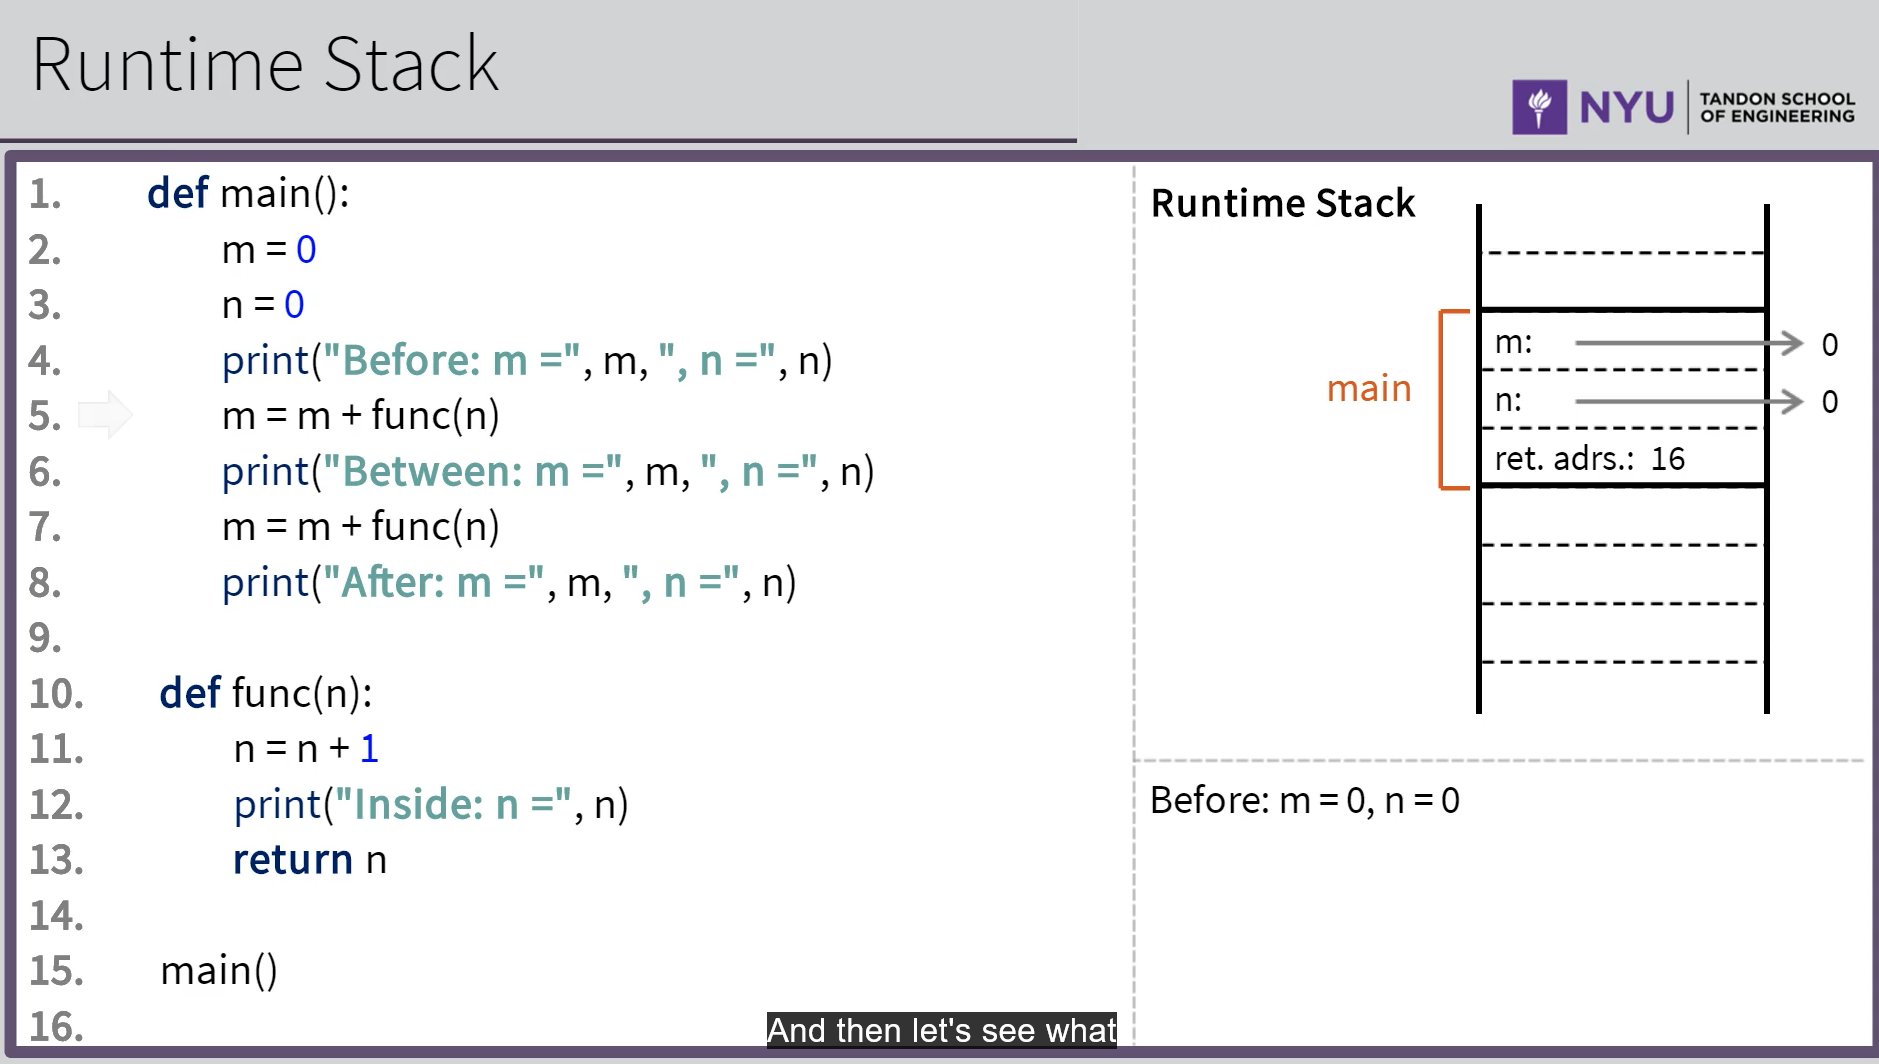 Runtime Stack
NYU
TANDON SCHOOL
OF ENGINEERING
1. def main():
2. m = 0
3. n = 0
4. print("Before: m =", m, ", n =", n)
5. m = m + func(n)
6. print("Between: m =", m, ", n =", n)
7. m = m + func(n)
8. print("After: m =", m, ", n =", n)
9.
10. def func(n):
11. n = n + 1
12. print("Inside: n =", n)
13. return n
14.
15. main()
16.
Runtime Stack
main
m: 0
n: 0
ret. adrs.: 16
Before: m = 0, n = 0
And then let's see what